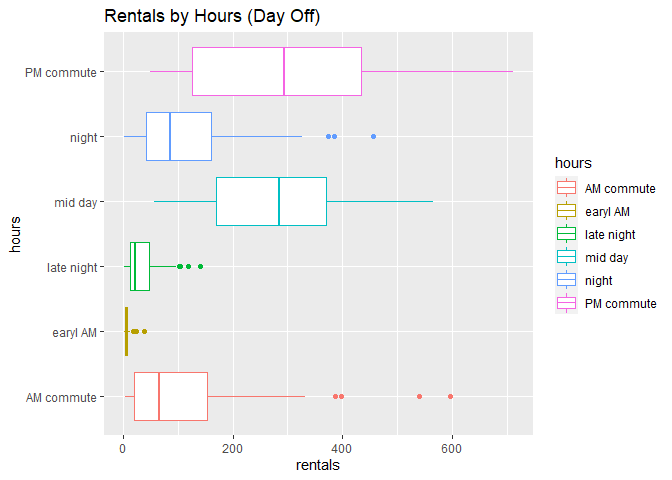 Rentals by Hours (Day Off)
PM commute
night
mid day
late night
earyl AM
AM commute
hours
0
200
400
600
rentals
hours
AM commute
earyl AM
late night
mid day
night
PM commute